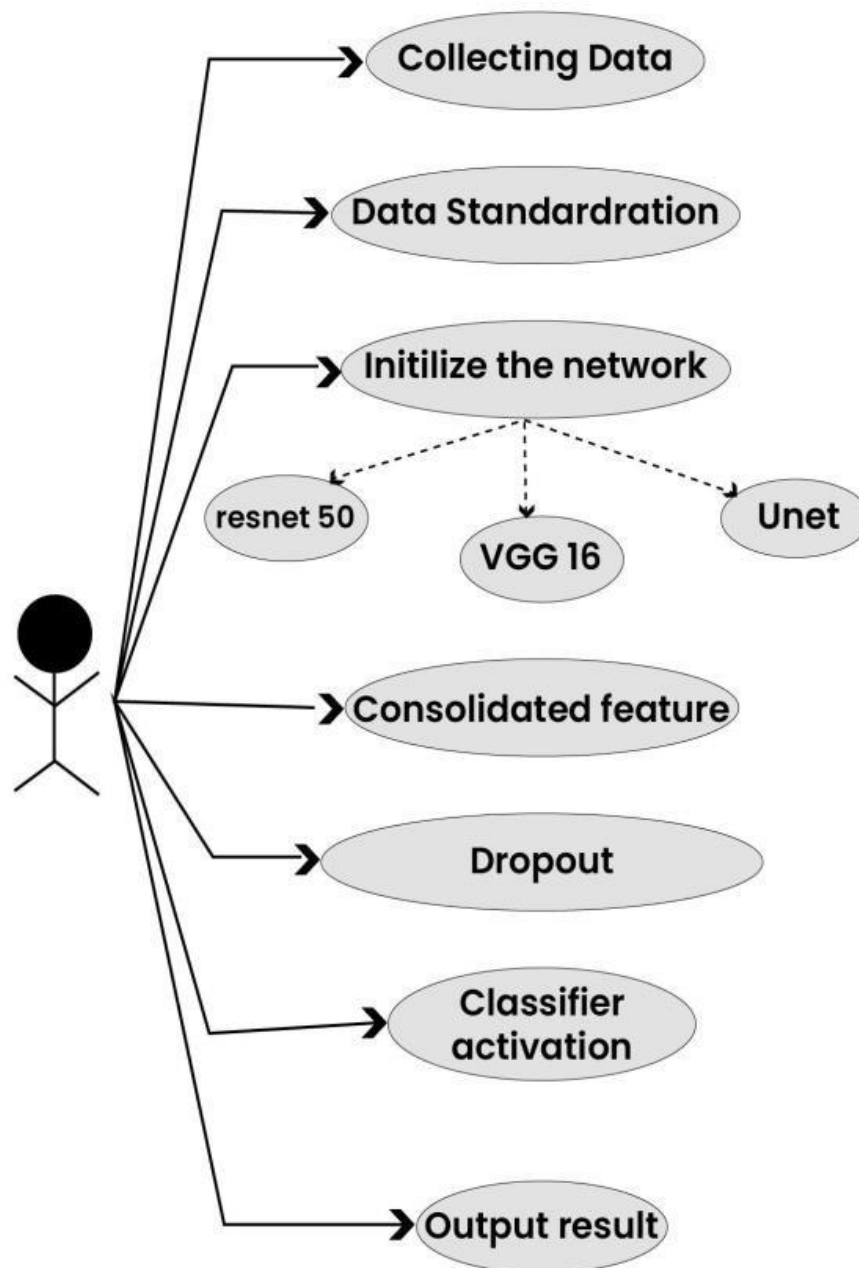 Collecting Data
Data Standardration
Initilize the network
resnet 50
VGG 16
Unet
Consolidated feature
Dropout
Classifier
activation
Output result